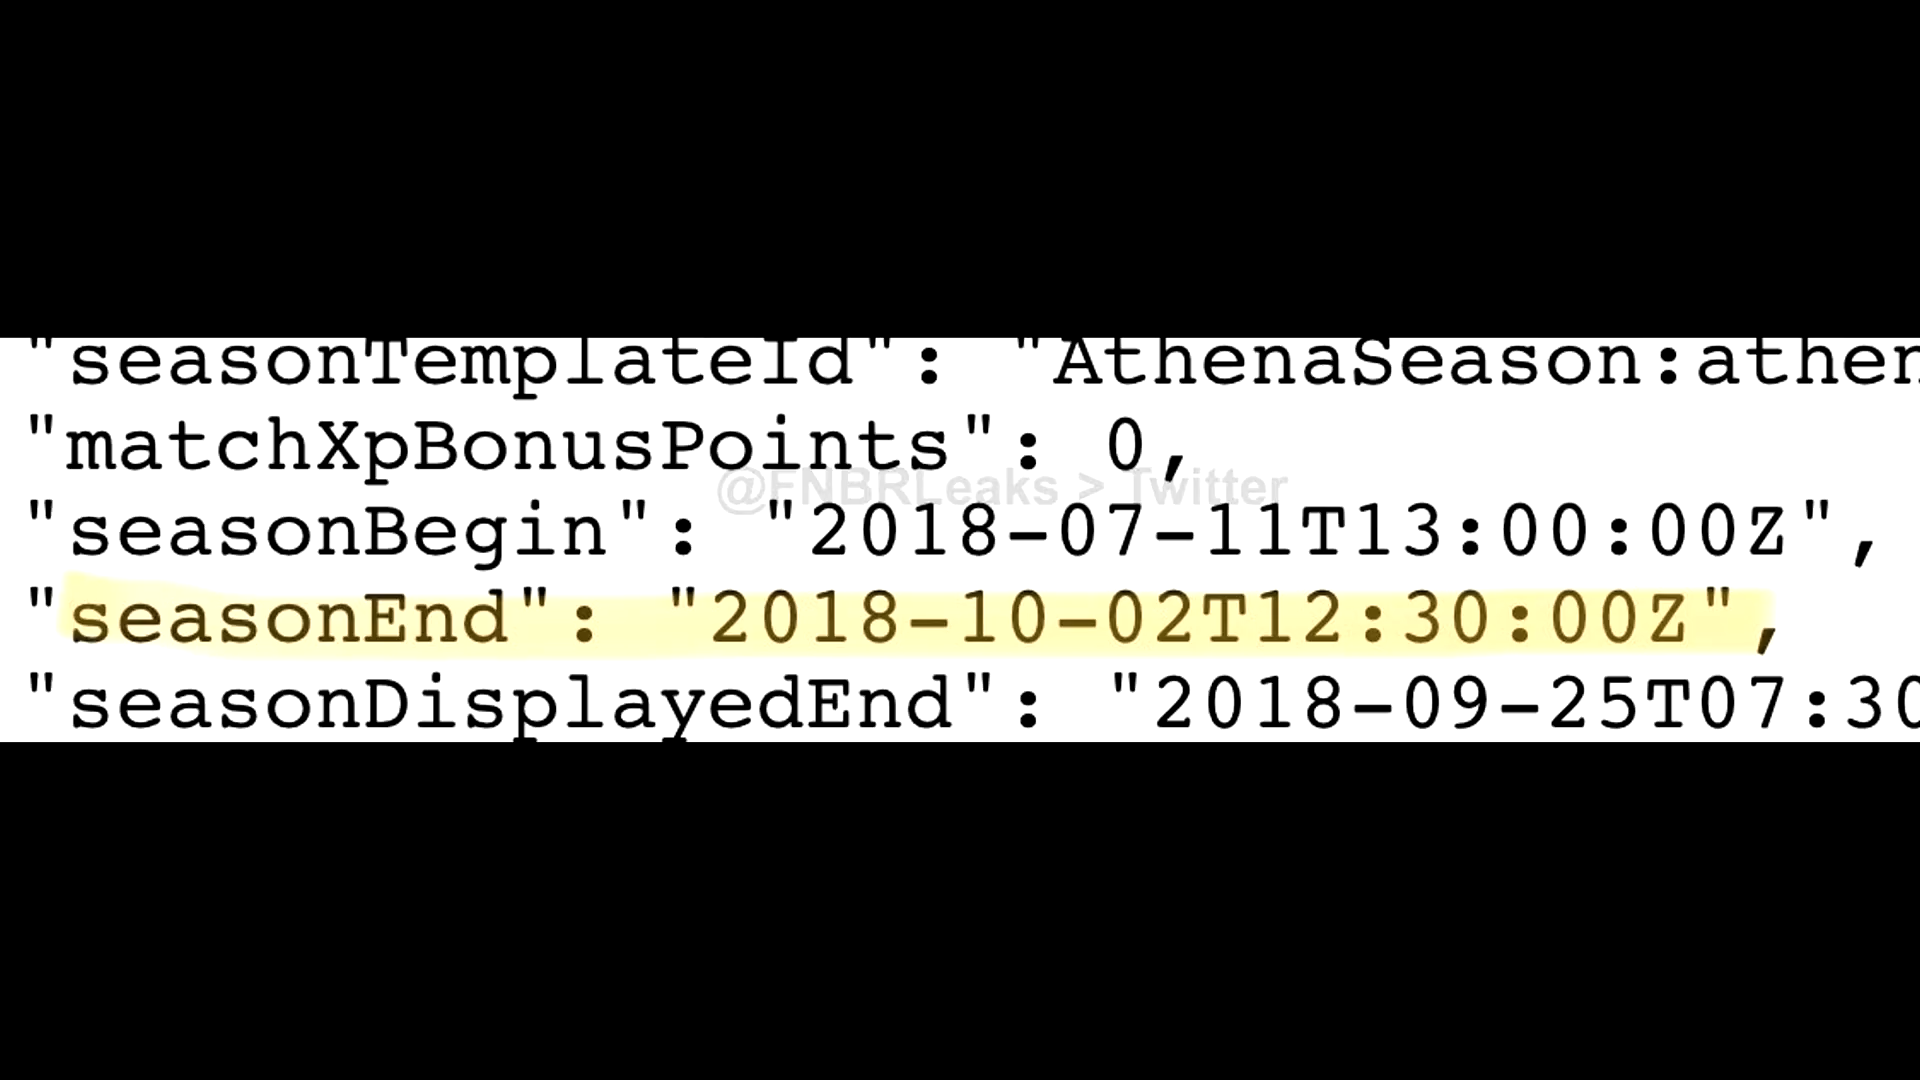 "seasonTemplateId": "AthenaSeason:athen
"matchXpBonusPoints": 0,
@FNBRLeaks > Twitter
"seasonBegin": "2018-07-11T13:00:00Z",
"seasonEnd": "2018-10-02T12:30:00Z",
"seasonDisplayedEnd": "2018-09-25T07:30